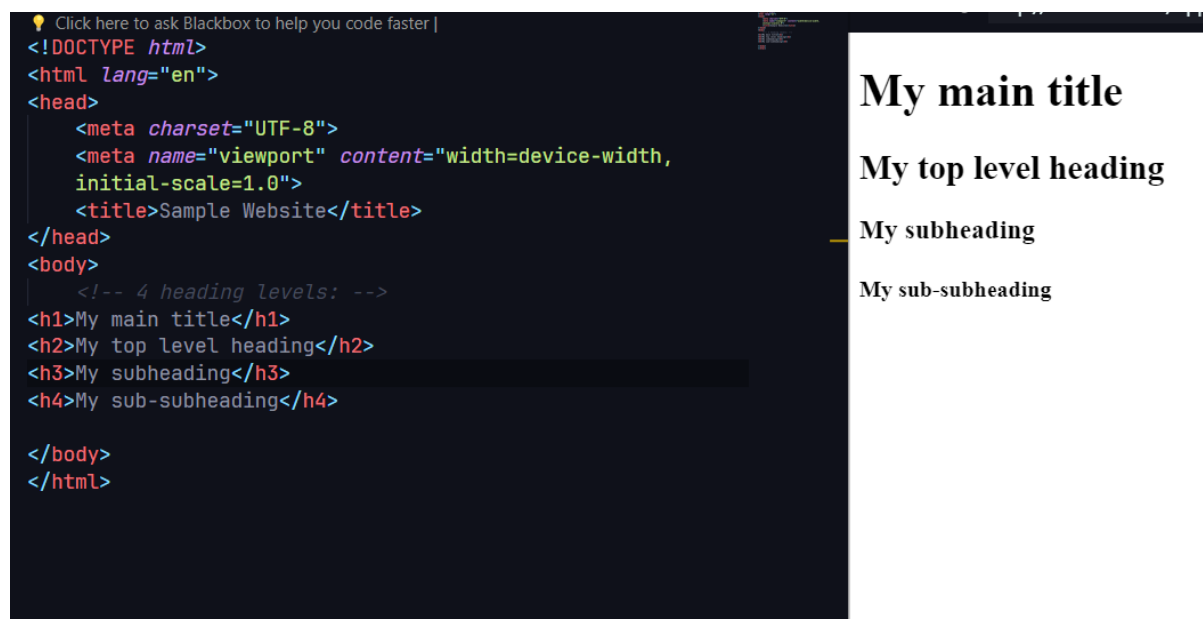 Click here to ask Blackbox to help you code faster |
<!DOCTYPE html>
<html lang="en">
<head>
    <meta charset="UTF-8">
    <meta name="viewport" content="width=device-width,
    initial-scale=1.0">
    <title>Sample Website</title>
</head>
<body>
    <!-- 4 heading levels: -->
<h1>My main title</h1>
<h2>My top level heading</h2>
<h3>My subheading</h3>
<h4>My sub-subheading</h4>
</body>
</html>
My main title
My top level heading
My subheading
My sub-subheading